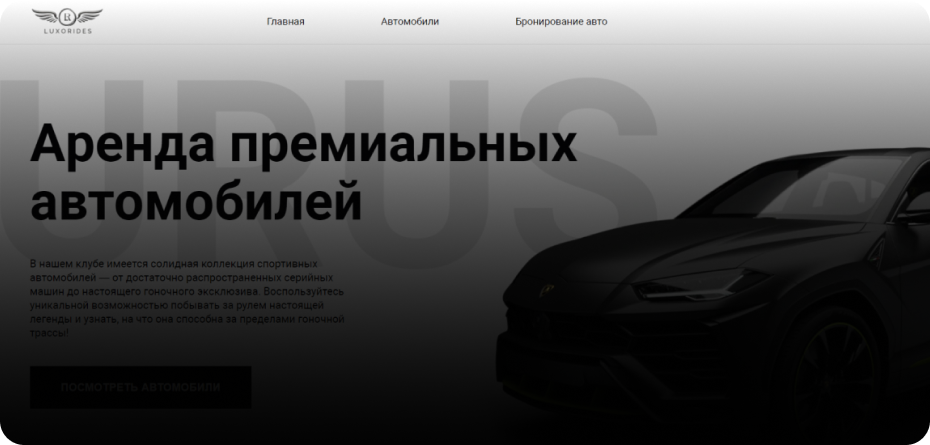 LR
LUXORIDES
Главная
Автомобили
Бронирование авто
URUS
Аренда премиальных
автомобилей
В нашем клубе имеется солидная коллекция спортивных
автомобилей — от достаточно распространенных серийных
машин до настоящего гоночного эксклюзива. Воспользуйтесь
уникальной возможностью побывать за рулем настоящей
легенды и узнать, на что она способна за пределами гоночной
трассы!
ПОСМОТРЕТЬ АВТОМОБИЛИ